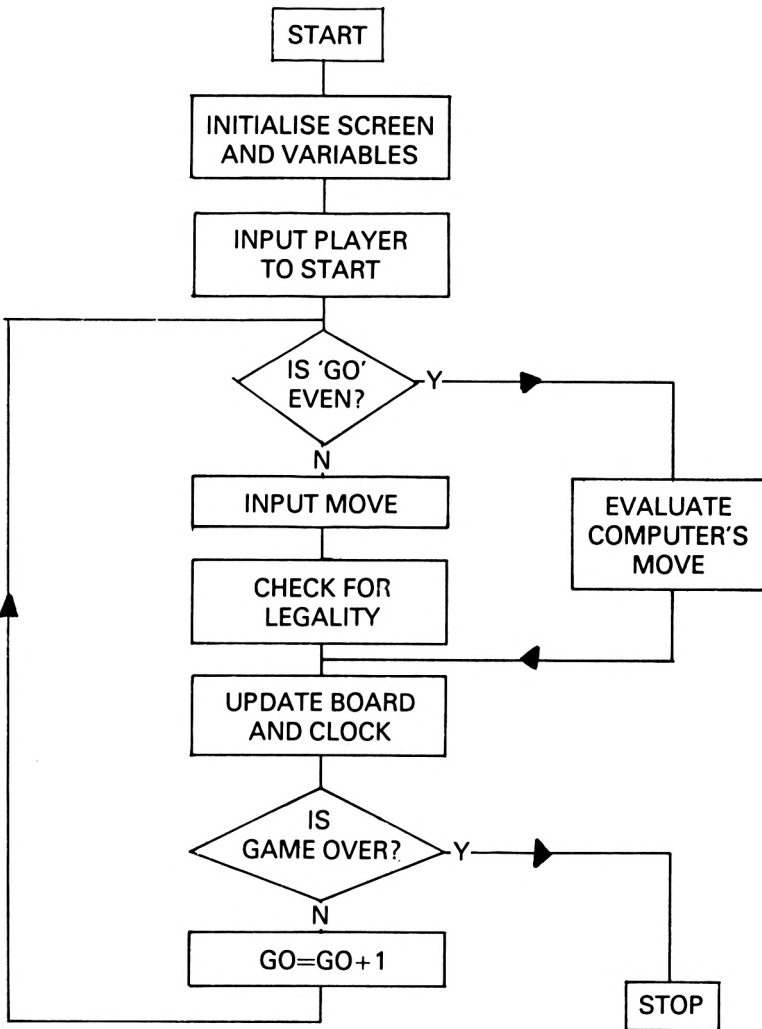 START
INITIALISE SCREEN
AND VARIABLES
INPUT PLAYER
TO START
IS ‘GO’
EVEN?
Y
N
INPUT MOVE
EVALUATE
COMPUTER'S
MOVE
CHECK FOR
LEGALITY
UPDATE BOARD
AND CLOCK
IS
GAME OVER?
Y
N
GO=GO+1
STOP